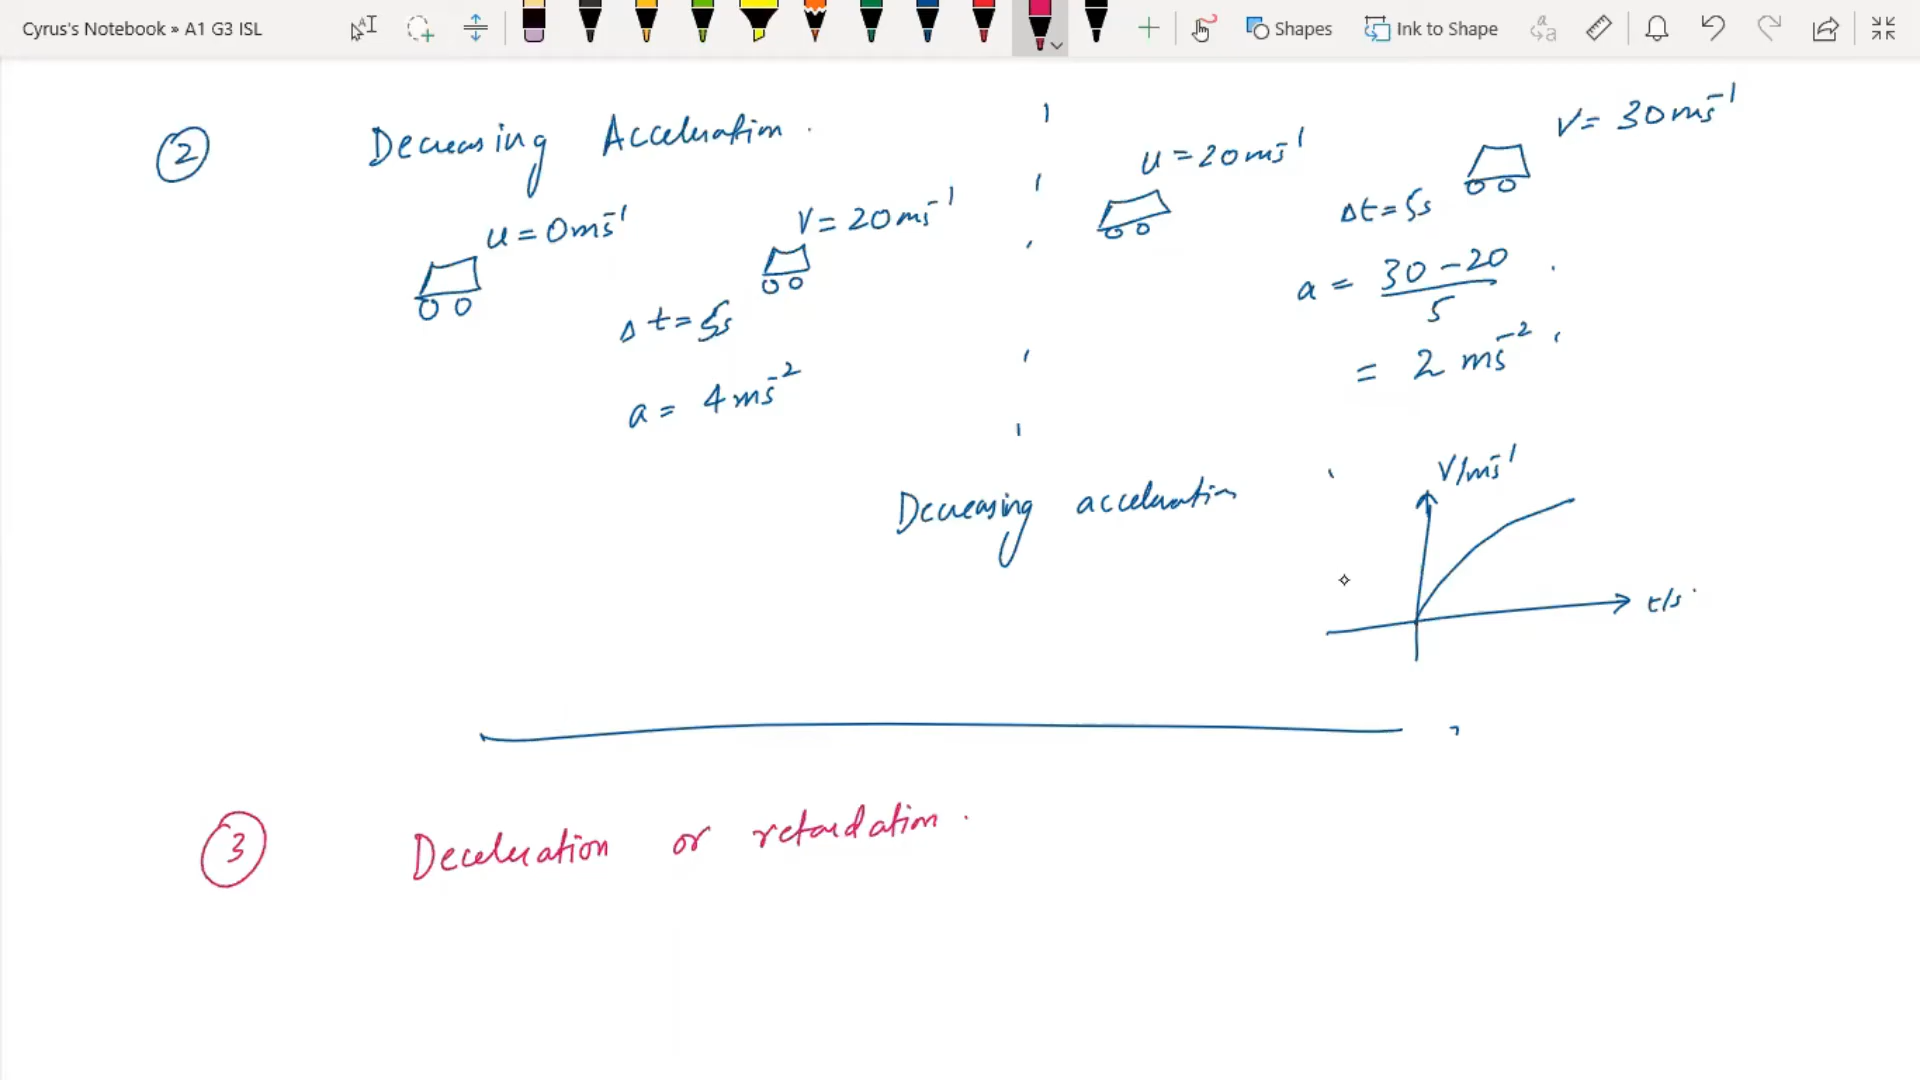 Cyrus's Notebook » A1 G3 ISL
Shapes
Ink to Shape
2 Decreasing Acceleration.
u = 0ms⁻¹
V = 20ms⁻¹
Δt = 5s
a = 4ms⁻²
u = 20ms⁻¹
V = 30ms⁻¹
Δt = 5s
a = 30 - 20 / 5
= 2 ms⁻²
Decreasing acceleration
V/ms⁻¹
t/s
3 Deceleration or retardation.